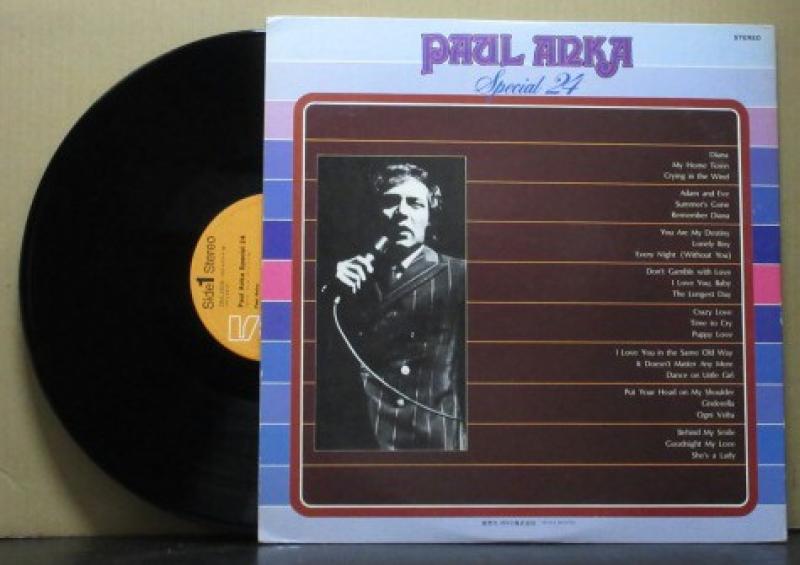 PAUL ANKA
STEREO
Special 24
Diana
My Home Town
Crying in the Wind
Adam and Eve
Summer's Gone
Remember Diana
You Are My Destiny
Lonely Boy
Every Night (Without You)
Don't Gamble with Love
I Love You, Baby
The Longest Day
Crazy Love
Time to Cry
Puppy Love
I Love You in the Same Old Way
It Doesn't Matter Any More
Dance on Little Girl
Put Your Head on My Shoulder
Cinderella
Ogni Volta
Behind My Smile
Goodnight My Love
She's a Lady
Side 1 Stereo
Paul Anka Special 24